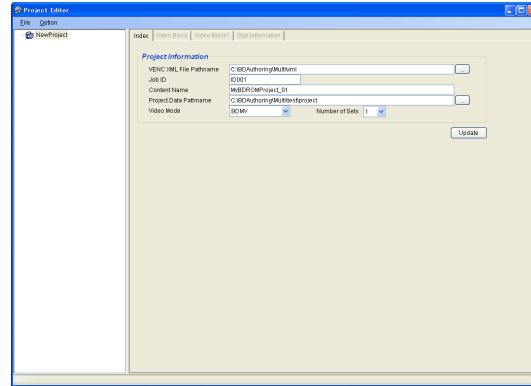 Project Editor
File Option
NewProject
Index Video Block Video Block1 Size Information
Project information
VENC XML File Pathname C:\BDAuthoring\Multi\xml ...
Job ID ID001
Content Name MyBDROMProject_01
Project Data Pathname C:\BDAuthoring\Multi\test\project ...
Video Mode BDMV Number of Sets 1
Update